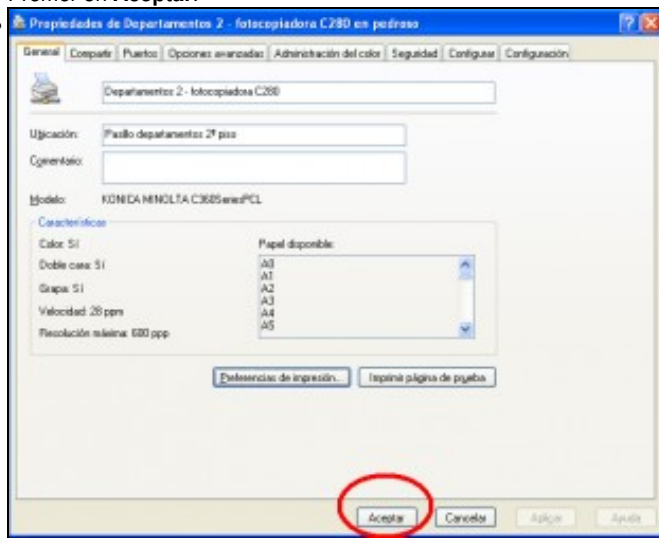 Premer en Aceptar.
Propiedades de Departamentos 2 - fotocopiadora C280 en pedroso
General Compartir Puertos Opciones avanzadas Administración del color Seguridad Configurar Configuración
Departamentos 2 - fotocopiadora C280
Ubicación: Pasillo departamentos 2º piso
Comentario:
Modelo: KONICA MINOLTA C360SeriesPCL
Características
Color: Sí Papel disponible:
Doble cara: Sí A0
A1
Grapa: Sí A2
A3
Velocidad: 28 ppm A4
A5
Resolución máxima: 600 ppp
Preferencias de impresión... Imprimir página de prueba
Aceptar Cancelar Aplicar Ayuda